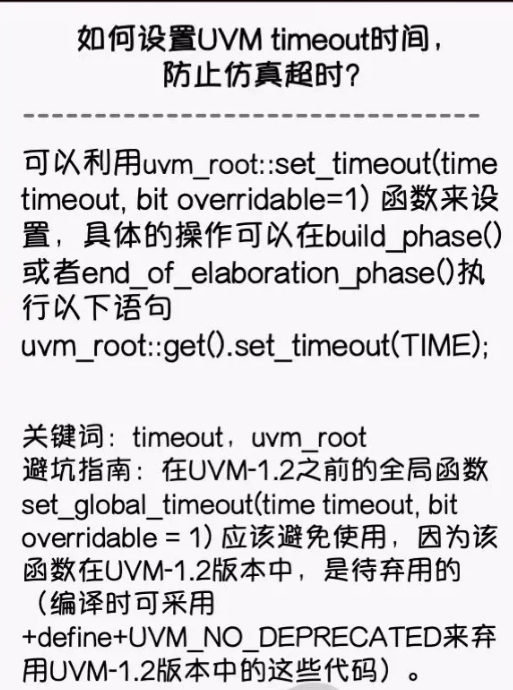 如何设置UVM timeout时间，
防止仿真超时?
可以利用uvm_root::set_timeout(time
timeout, bit overridable=1) 函数来设
置，具体的操作可以在build_phase()
或者end_of_elaboration_phase()执
行以下语句
uvm_root::get().set_timeout(TIME);
关键词：timeout，uvm_root
避坑指南：在UVM-1.2之前的全局函数
set_global_timeout(time timeout, bit
overridable = 1) 应该避免使用，因为该
函数在UVM-1.2版本中，是待弃用的
（编译时可采用
+define+UVM_NO_DEPRECATED来弃
用UVM-1.2版本中的这些代码）。